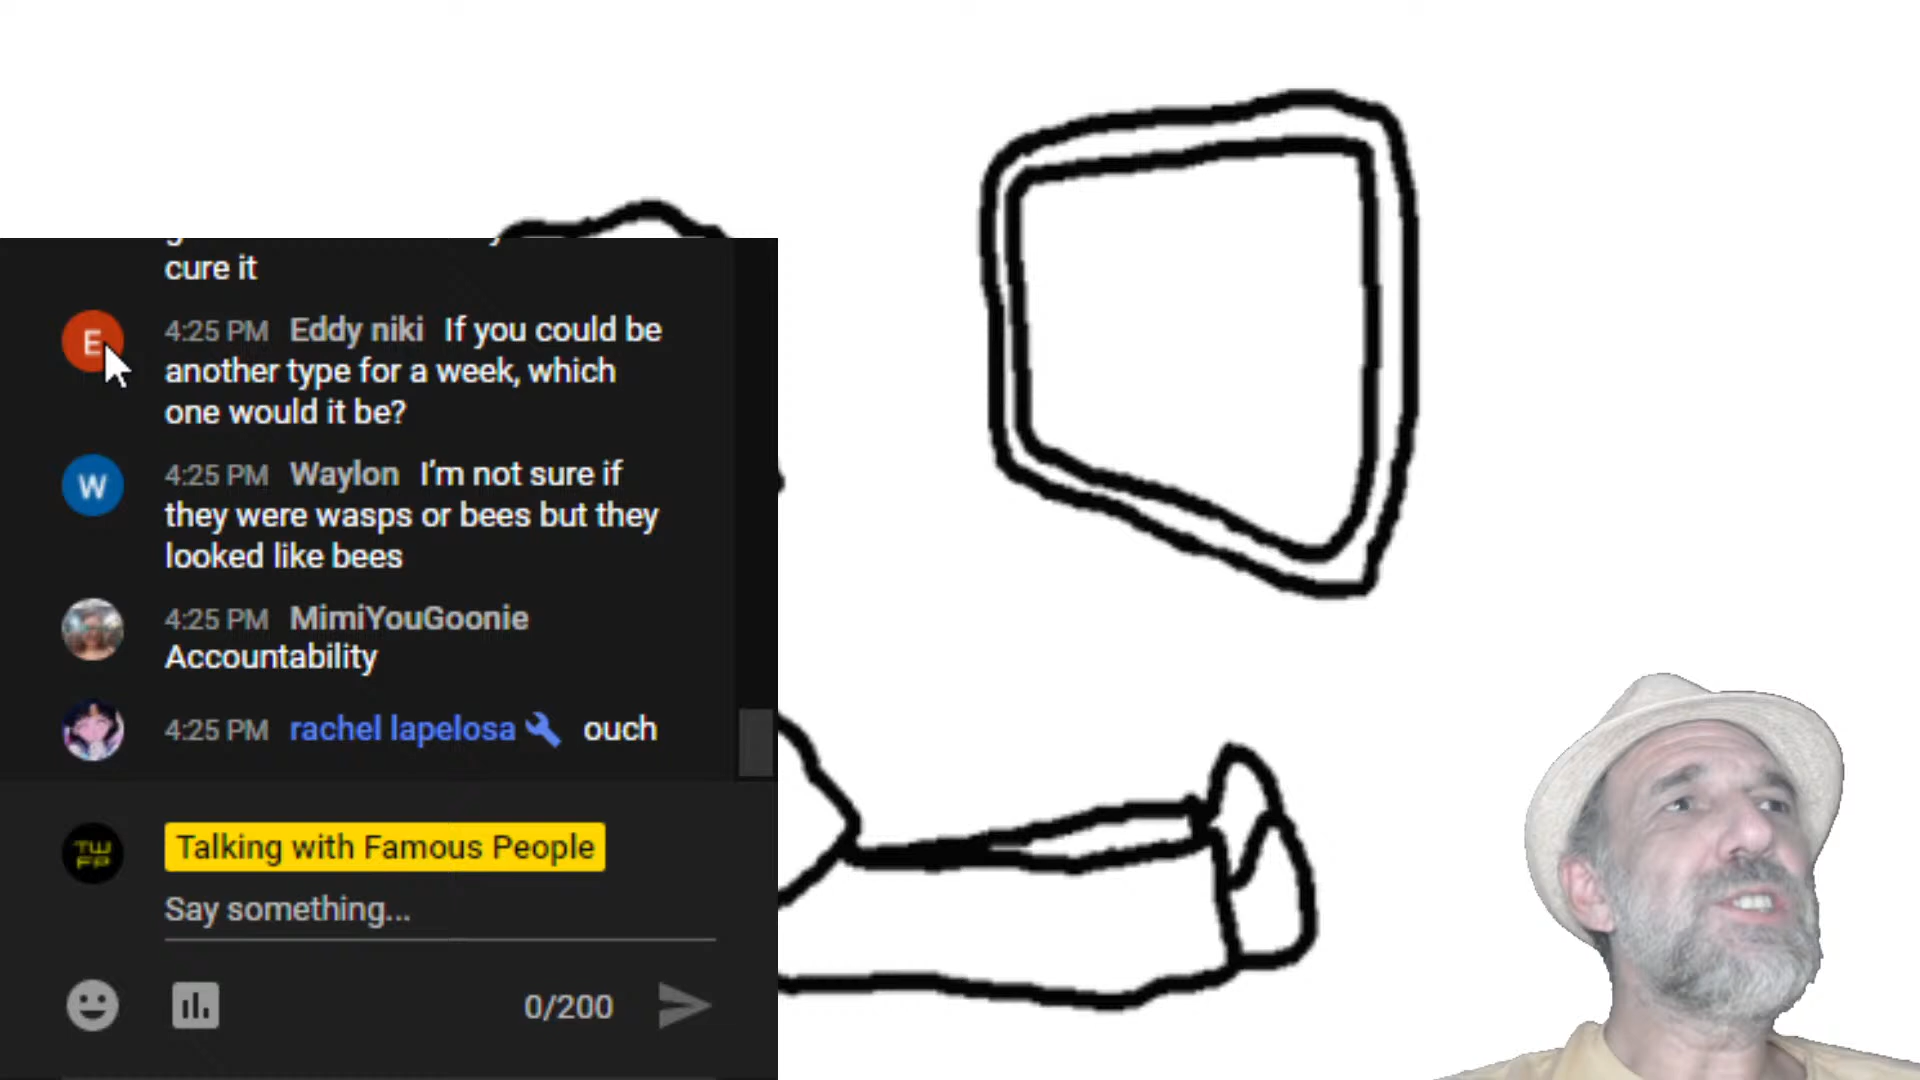 cure it
E
4:25 PM Eddy niki If you could be
another type for a week, which
one would it be?
W
4:25 PM Waylon I'm not sure if
they were wasps or bees but they
looked like bees
4:25 PM MimiYouGoonie
Accountability
4:25 PM rachel lapelosa ouch
TW
FP
Talking with Famous People
Say something...
0/200